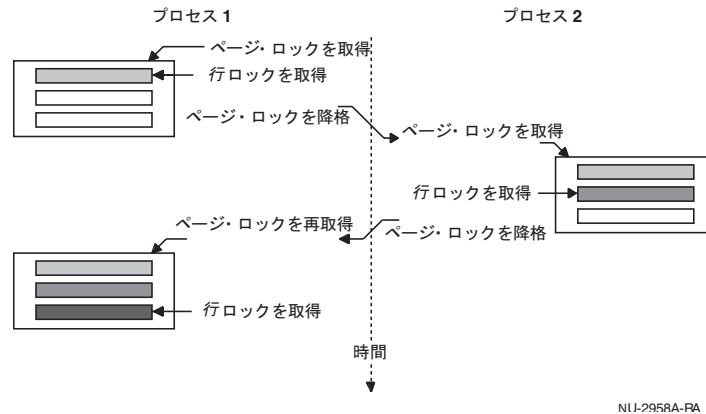 プロセス 1
プロセス 2
ページ・ロックを取得
行ロックを取得
ページ・ロックを降格
ページ・ロックを取得
行ロックを取得
ページ・ロックを降格
ページ・ロックを再取得
行ロックを取得
時間
NU-2958A-RA